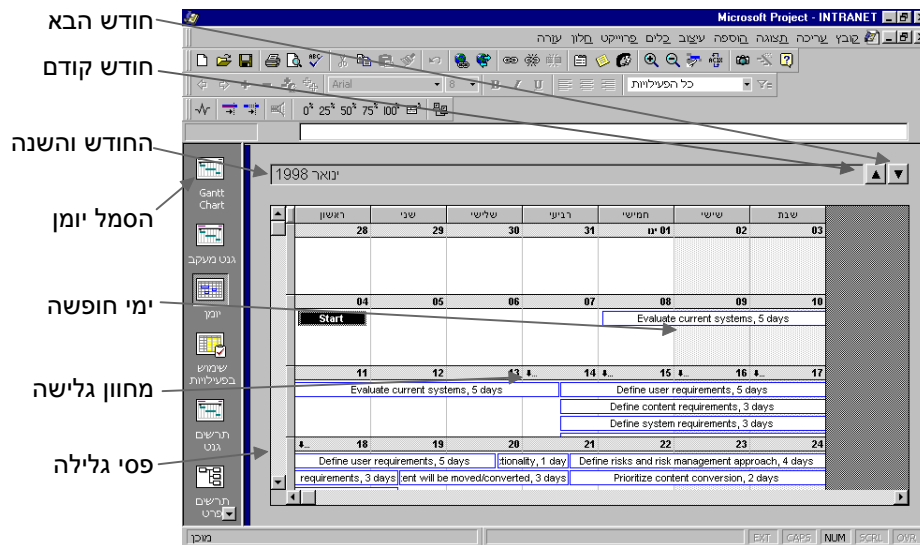 חודש הבא
חודש קודם
החודש והשנה
הסמל יומן
ימי חופשה
מחוון גלישה
פסי גלילה
Microsoft Project - INTRANET
קובץ עריכה תצוגה הוספה עיצוב כלים פרוייקט חלון עזרה
Arial 8 B I U כל הפעילויות
0% 25% 50% 75% 100%
ינואר 1998
Gantt Chart
גנט מעקב
יומן
שימוש בפעילויות
תרשים גנט
תרשים פרט
ראשון שני שלישי רביעי חמישי שישי שבת
28 29 30 31 01 ינו 02 03
04 05 06 07 08 09 10
Start
Evaluate current systems, 5 days
11 12 13 14 15 16 17
Evaluate current systems, 5 days Define user requirements, 5 days
Define content requirements, 3 days
Define system requirements, 3 days
18 19 20 21 22 23 24
Define user requirements, 5 days :tionality, 1 day Define risks and risk management approach, 4 days
requirements, 3 days :ent will be moved/converted, 3 days Prioritize content conversion, 2 days
מוכן EXT CAPS NUM SCRL OVR